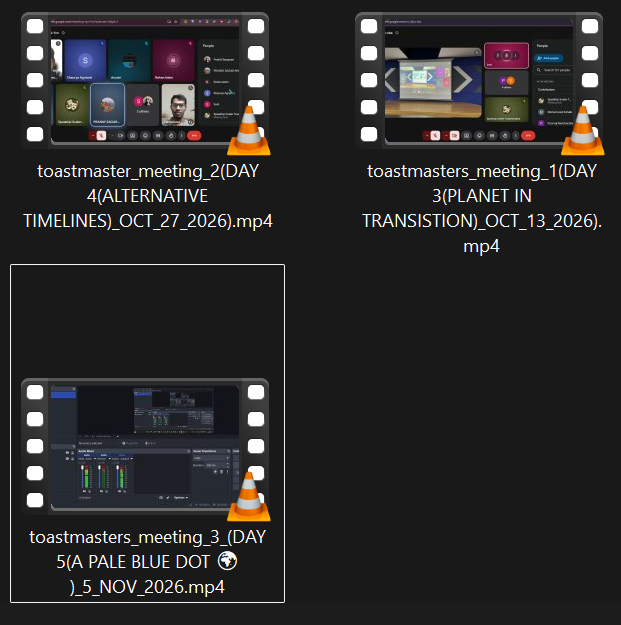 toastmaster_meeting_2(DAY
4(ALTERNATIVE
TIMELINES)_OCT_27_2026).mp4
toastmasters_meeting_1(DAY
3(PLANET IN
TRANSISTION)_OCT_13_2026).
mp4
toastmasters_meeting_3_(DAY
5(A PALE BLUE DOT 🌍
)_5_NOV_2026.mp4